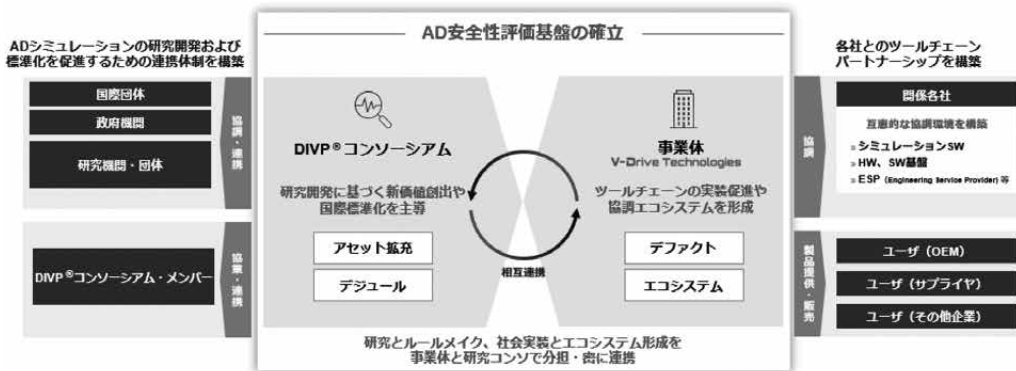 AD安全性評価基盤の確立
ADシミュレーションの研究開発および
標準化を促進するための連携体制を構築
国際団体
政府機関
研究機関・団体
協調・連携
DIVP®コンソーシアム・メンバー
協業・連携
DIVP®コンソーシアム
研究開発に基づく新価値創出や
国際標準化を主導
アセット拡充
デジュール
相互連携
事業体
V-Drive Technologies
ツールチェーンの実装促進や
協調エコシステムを形成
デファクト
エコシステム
研究とルールメイク、社会実装とエコシステム形成を
事業体と研究コンソで分担・密に連携
各社とのツールチェーン
パートナーシップを構築
協調
関係各社
互恵的な協調環境を構築
» シミュレーションSW
» HW、SW基盤
» ESP (Engineering Service Provider) 等
製品提供・販売
ユーザ（OEM）
ユーザ（サプライヤ）
ユーザ（その他企業）